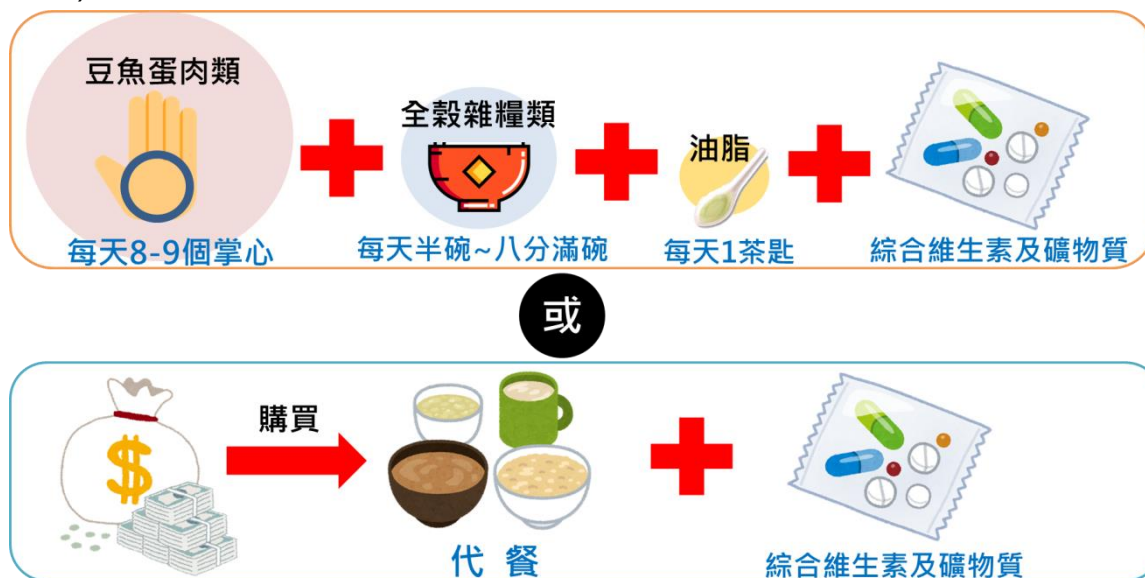 豆魚蛋肉類
全穀雜糧類
油脂
每天8-9個掌心
每天半碗~八分滿碗
每天1茶匙
綜合維生素及礦物質
或
購買
$
代餐
綜合維生素及礦物質